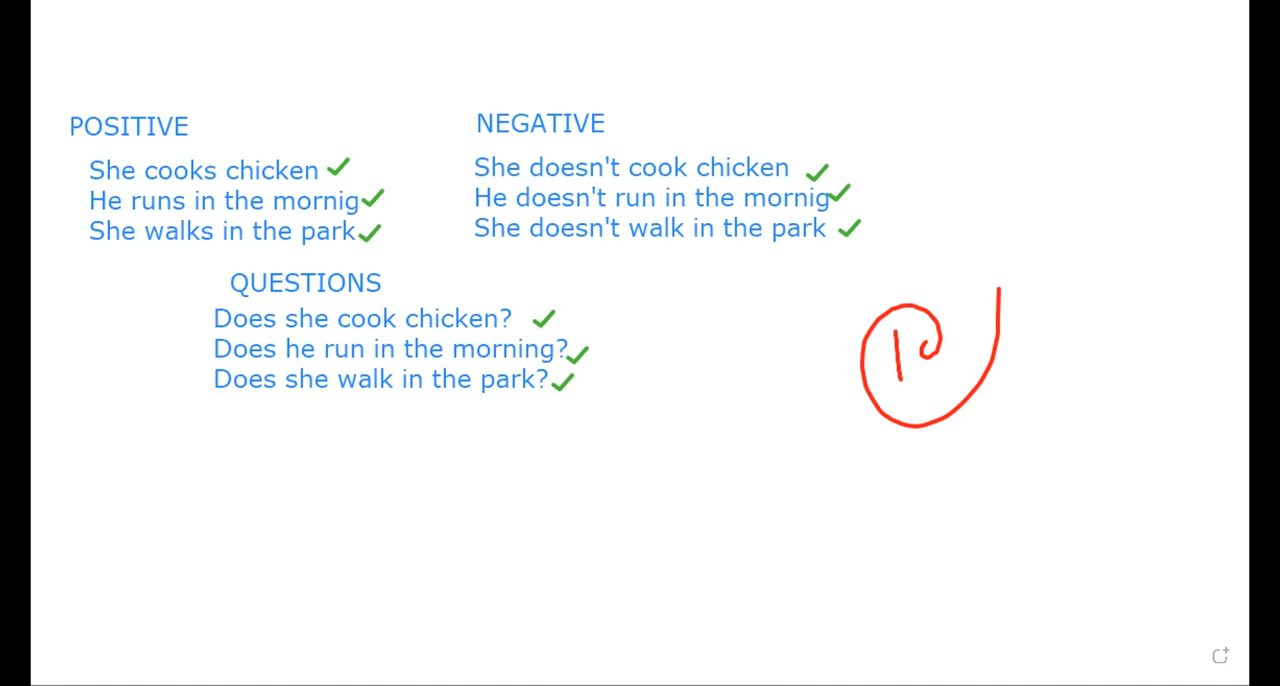 POSITIVE
She cooks chicken
He runs in the mornig
She walks in the park
NEGATIVE
She doesn't cook chicken
He doesn't run in the mornig
She doesn't walk in the park
QUESTIONS
Does she cook chicken?
Does he run in the morning?
Does she walk in the park?